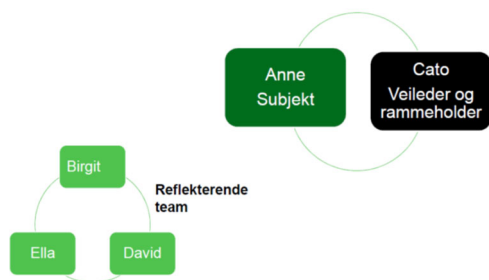 Anne
Subjekt
Cato
Veileder og
rammeholder
Birgit
Reflekterende
team
Ella
David